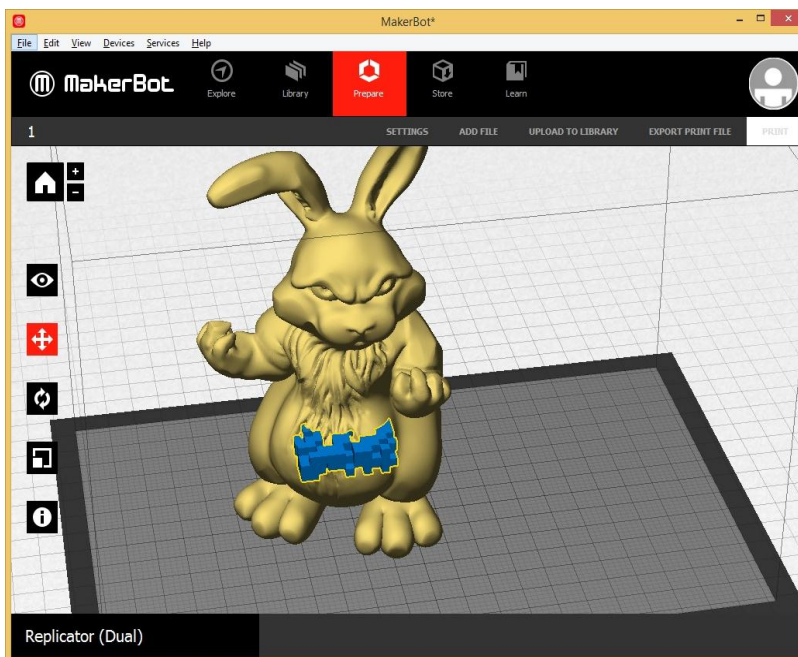 MakerBot*
File Edit View Devices Services Help
MakerBot Explore Library Prepare Store Learn
1 SETTINGS ADD FILE UPLOAD TO LIBRARY EXPORT PRINT FILE PRINT
Replicator (Dual)